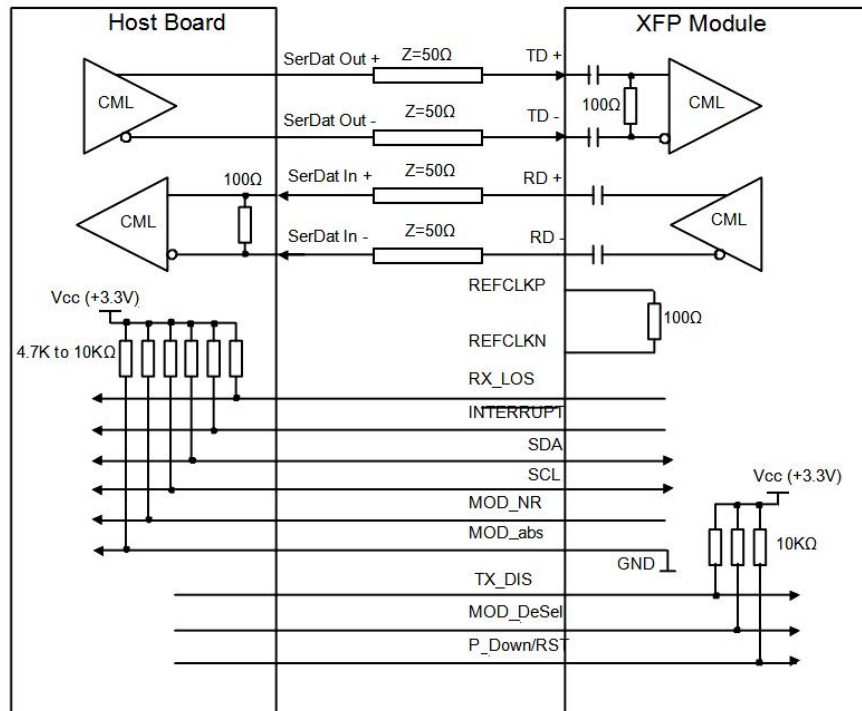 Host Board
XFP Module
SerDat Out +
Z=50Ω
TD +
CML
100Ω
CML
SerDat Out -
Z=50Ω
TD -
SerDat In +
Z=50Ω
RD +
100Ω
CML
CML
SerDat In -
Z=50Ω
RD -
REFCLKP
Vcc (+3.3V)
100Ω
REFCLKN
4.7K to 10KΩ
RX_LOS
INTERRUPT
SDA
SCL
Vcc (+3.3V)
MOD_NR
MOD_abs
10KΩ
GND
TX_DIS
MOD_DeSel
P_Down/RST